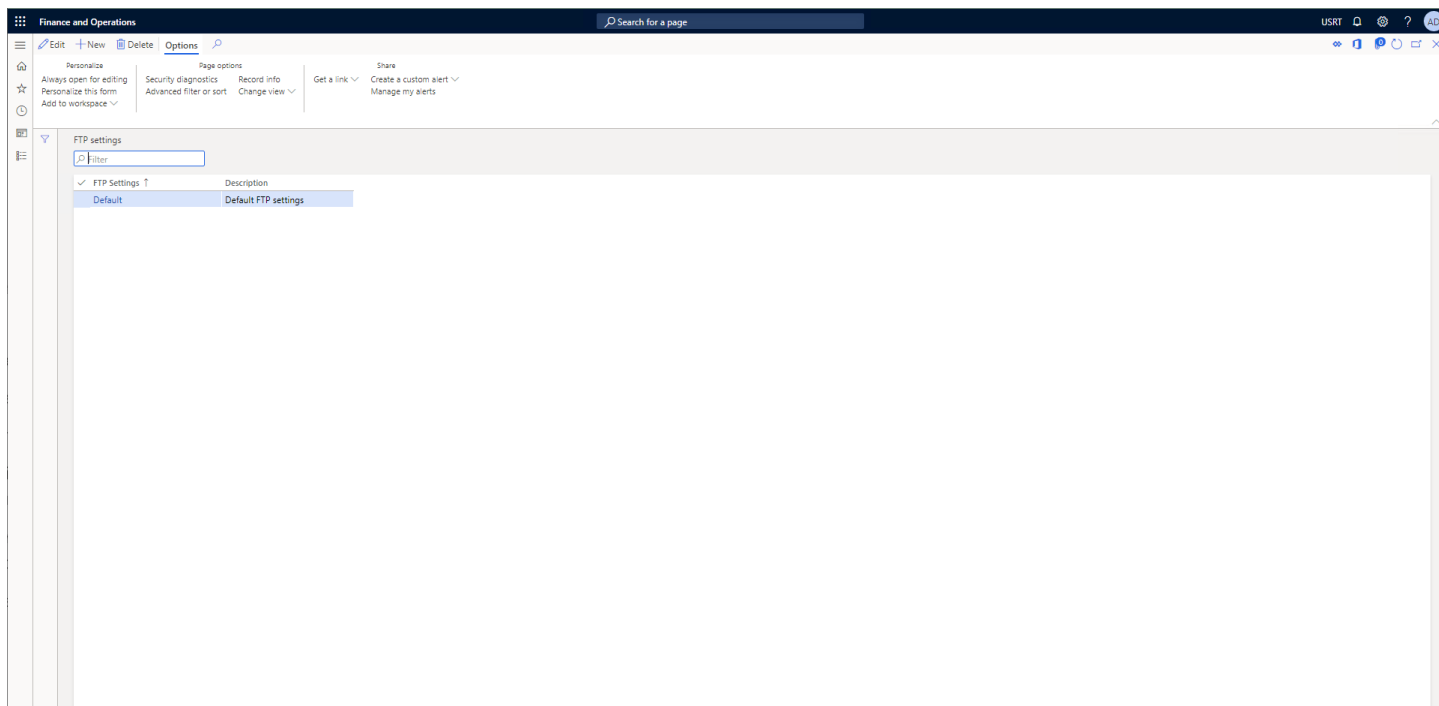 Finance and Operations
Search for a page
USRT
?
AD
Edit
New
Delete
Options
0
Personalize
Page options
Share
Always open for editing
Security diagnostics
Record info
Get a link
Create a custom alert
Personalize this form
Advanced filter or sort
Change view
Manage my alerts
Add to workspace
FTP settings
Filter
FTP Settings ↑
Description
Default
Default FTP settings